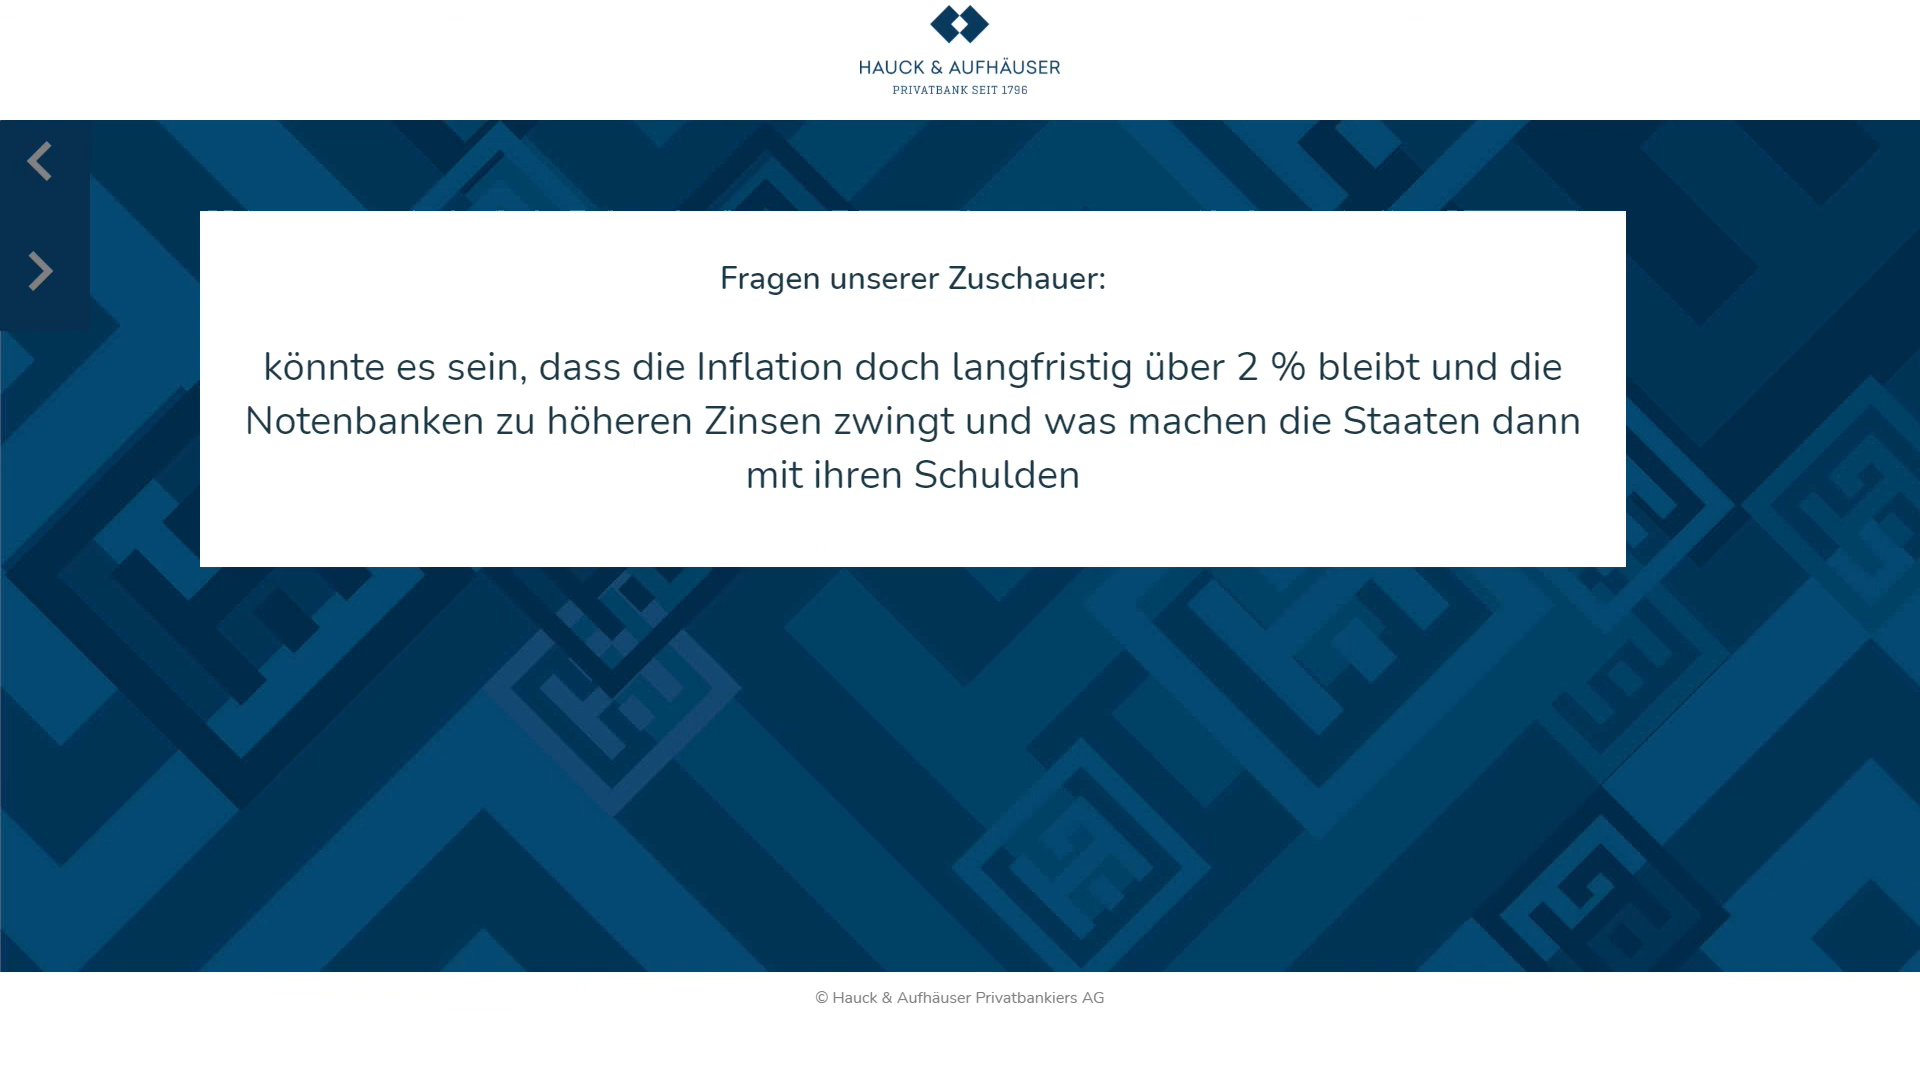 HAUCK & AUFHÄUSER
PRIVATBANK SEIT 1796
Fragen unserer Zuschauer:
könnte es sein, dass die Inflation doch langfristig über 2 % bleibt und die
Notenbanken zu höheren Zinsen zwingt und was machen die Staaten dann
mit ihren Schulden
© Hauck & Aufhäuser Privatbankiers AG